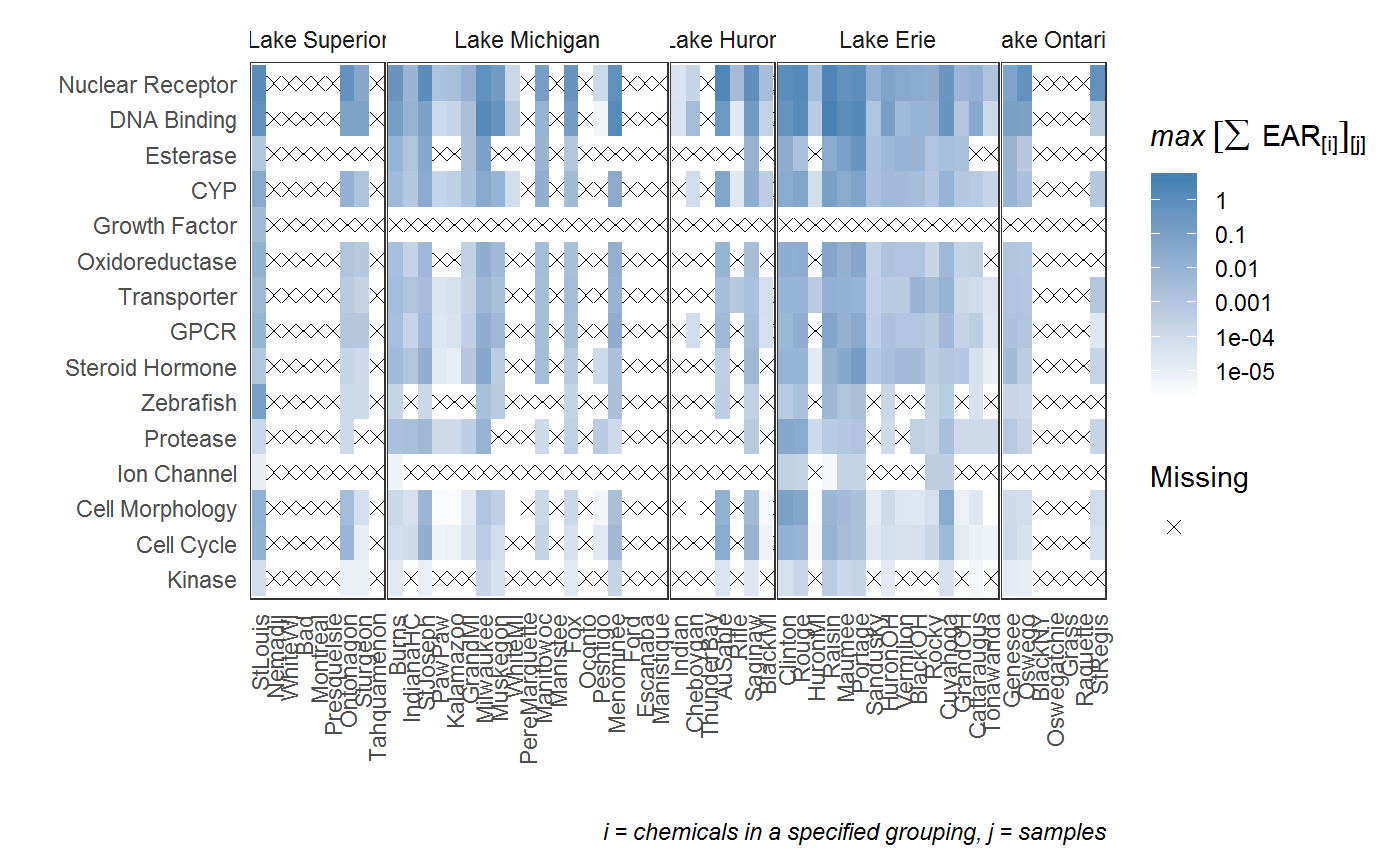 Lake Superior
Lake Michigan
Lake Huron
Lake Erie
ake Ontari
Nuclear Receptor
DNA Binding
Esterase
CYP
Growth Factor
Oxidoreductase
Transporter
GPCR
Steroid Hormone
Zebrafish
Protease
Ion Channel
Cell Morphology
Cell Cycle
Kinase
StLouis
Nemadji
WhiteWI
Bad
Montreal
PresqueIsle
Ontonagon
Sturgeon
Tahquamenon
Burns
IndianaHC
StJoseph
PawPaw
Kalamazoo
GrandMI
Milwaukee
Muskegon
WhiteMI
PereMarquette
Manitowoc
Manistee
Fox
Oconto
Peshtigo
Menominee
Ford
Escanaba
Manistique
Indian
Cheboygan
ThunderBay
AuSable
Rifle
Saginaw
BlackMI
Clinton
Rouge
HuronMI
Raisin
Maumee
Portage
Sandusky
HuronOH
Vermilion
BlackOH
Rocky
Cuyahoga
GrandOH
Cattaraugus
Tonawanda
Genesee
Oswego
BlackNY
Oswegatchie
Grass
Raquette
StRegis
max [∑ EAR[i]][j]
1
0.1
0.01
0.001
1e-04
1e-05
Missing
i = chemicals in a specified grouping, j = samples